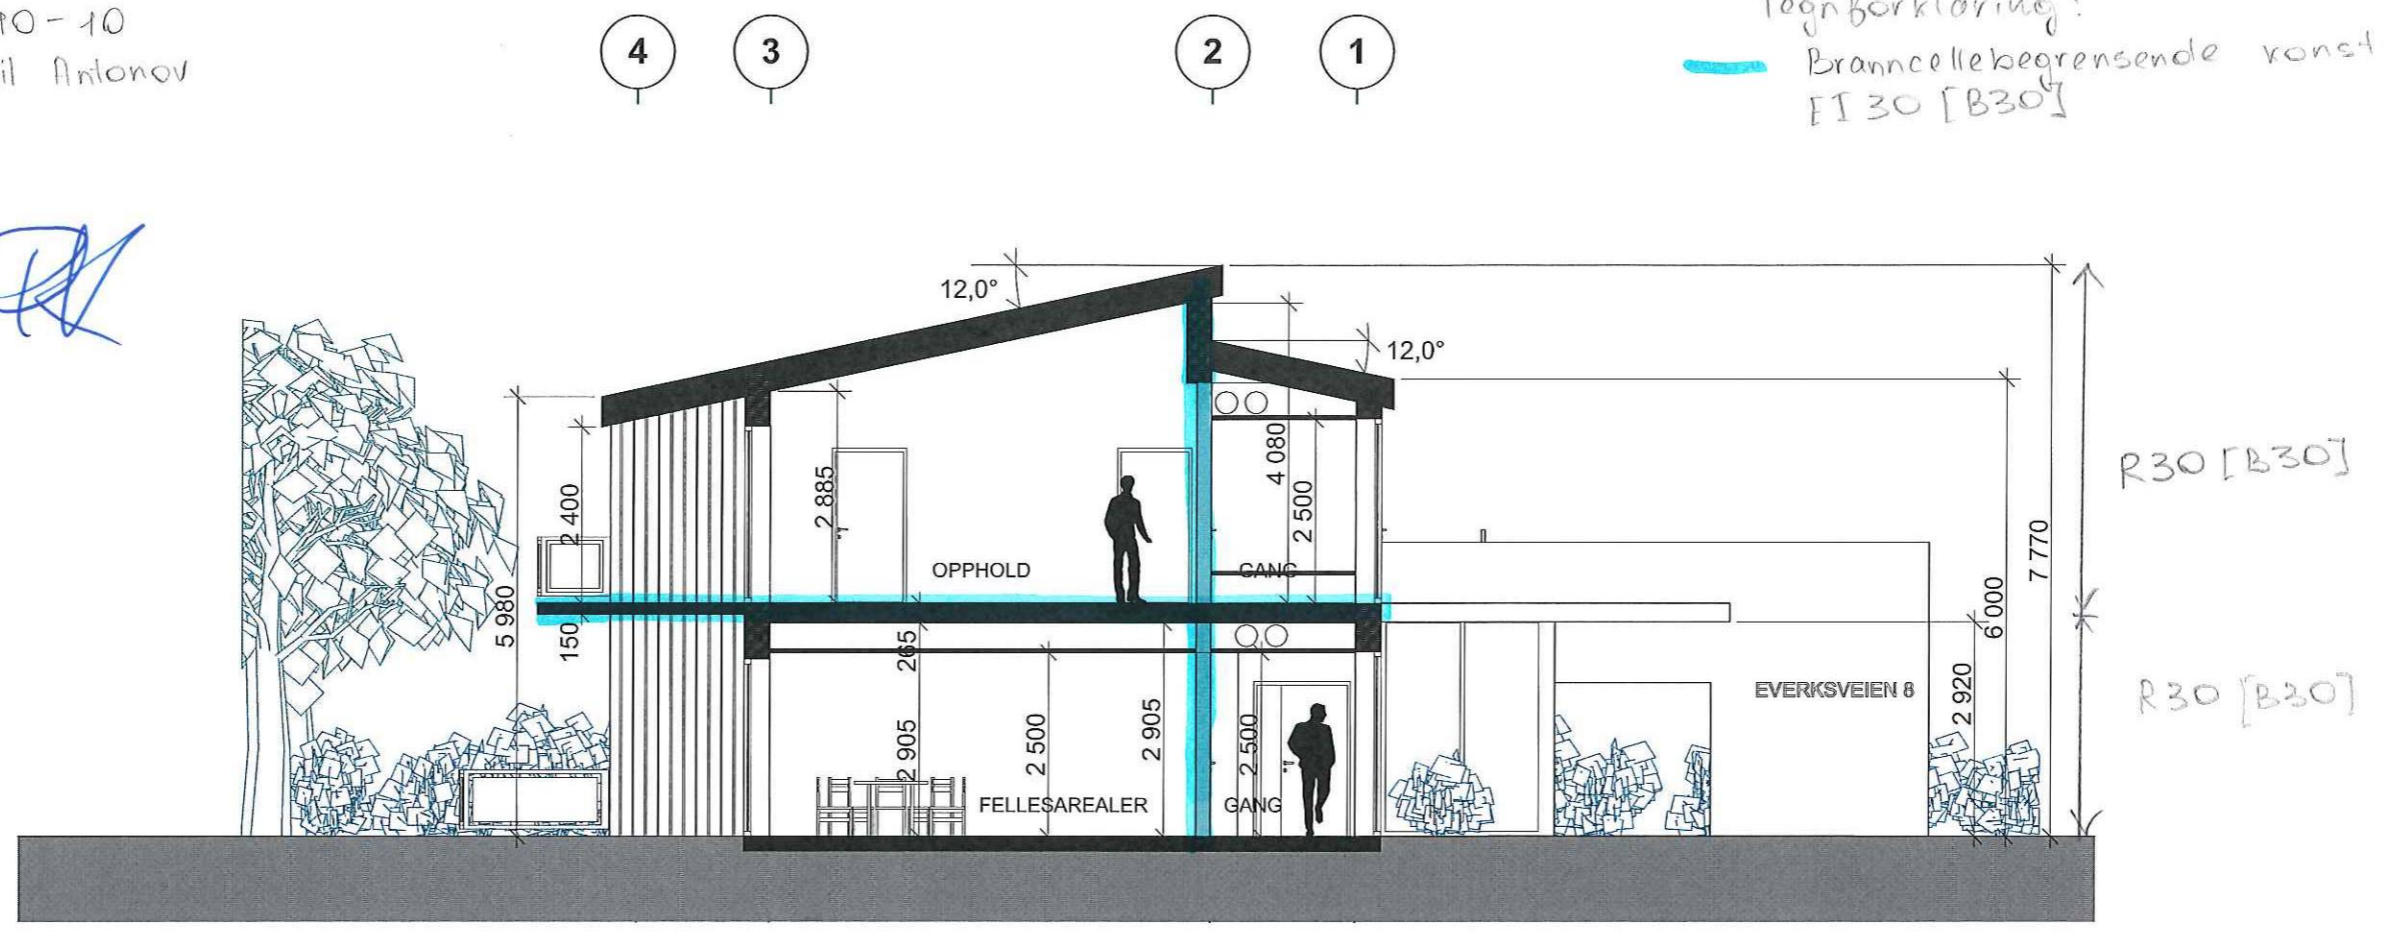 10-10
il Antonov
4
3
2
1
Tegnforklaring:
Branncellebegrensende konst
EI 30 [B30]
12,0°
12,0°
2 400
2 885
4 080
2 500
R30 [B30]
7 770
OPPHOLD
GANG
5 980
150
265
6 000
2 905
2 500
2 905
2 500
EVERKSVEIEN 8
2 920
R30 [B30]
FELLESAREALER
GANG